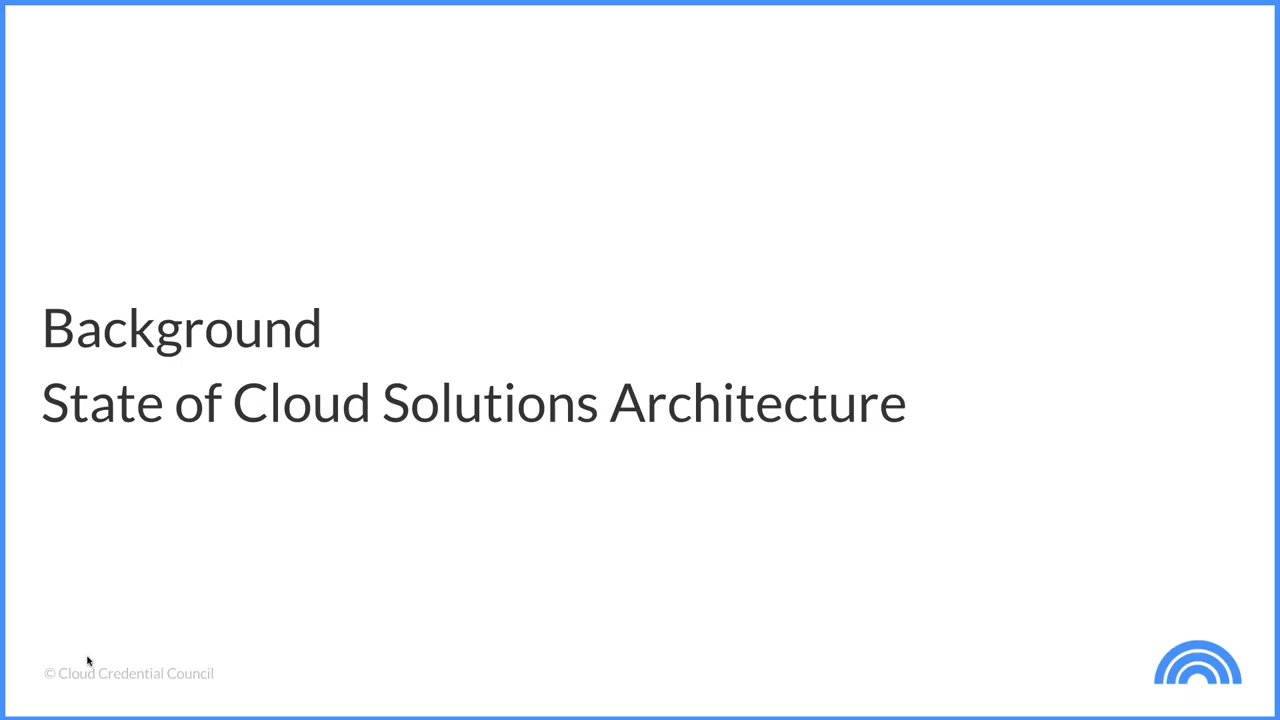 Background
State of Cloud Solutions Architecture
© Cloud Credential Council